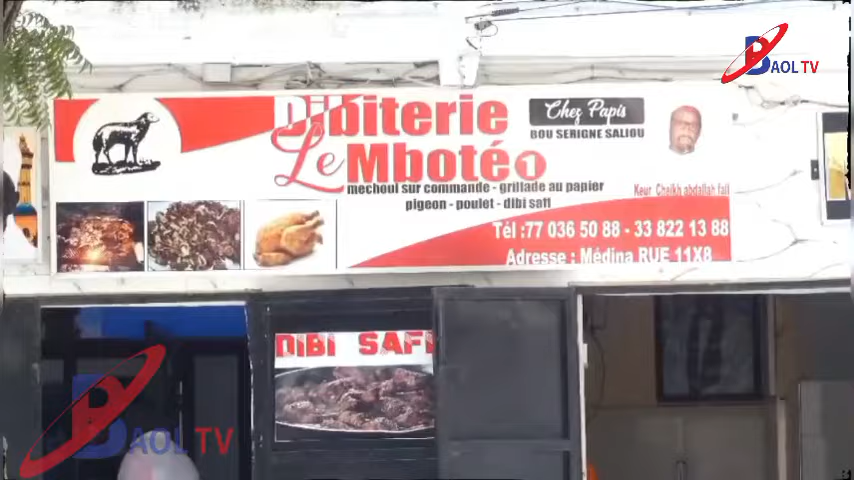 BAOL TV
Dibiterie
Le Mboté 1
Chez Papis
BOU SERIGNE SALIOU
mechoui sur commande - grillade au papier
pigeon - poulet - dibi safi
Keur Cheikh abdallah fall
Tél :77 036 50 88 - 33 822 13 88
Adresse : Médina RUE 11X8
DIBI SAFI
BAOL TV